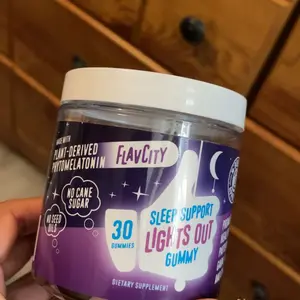 MADE WITH
PLANT-DERIVED
PHYTOMELATONIN
FLAVCITY
NO CANE
SUGAR
NO SEED
OILS
30
GUMMIES
SLEEP SUPPORT
LIGHTS OUT
GUMMY
DIETARY SUPPLEMENT